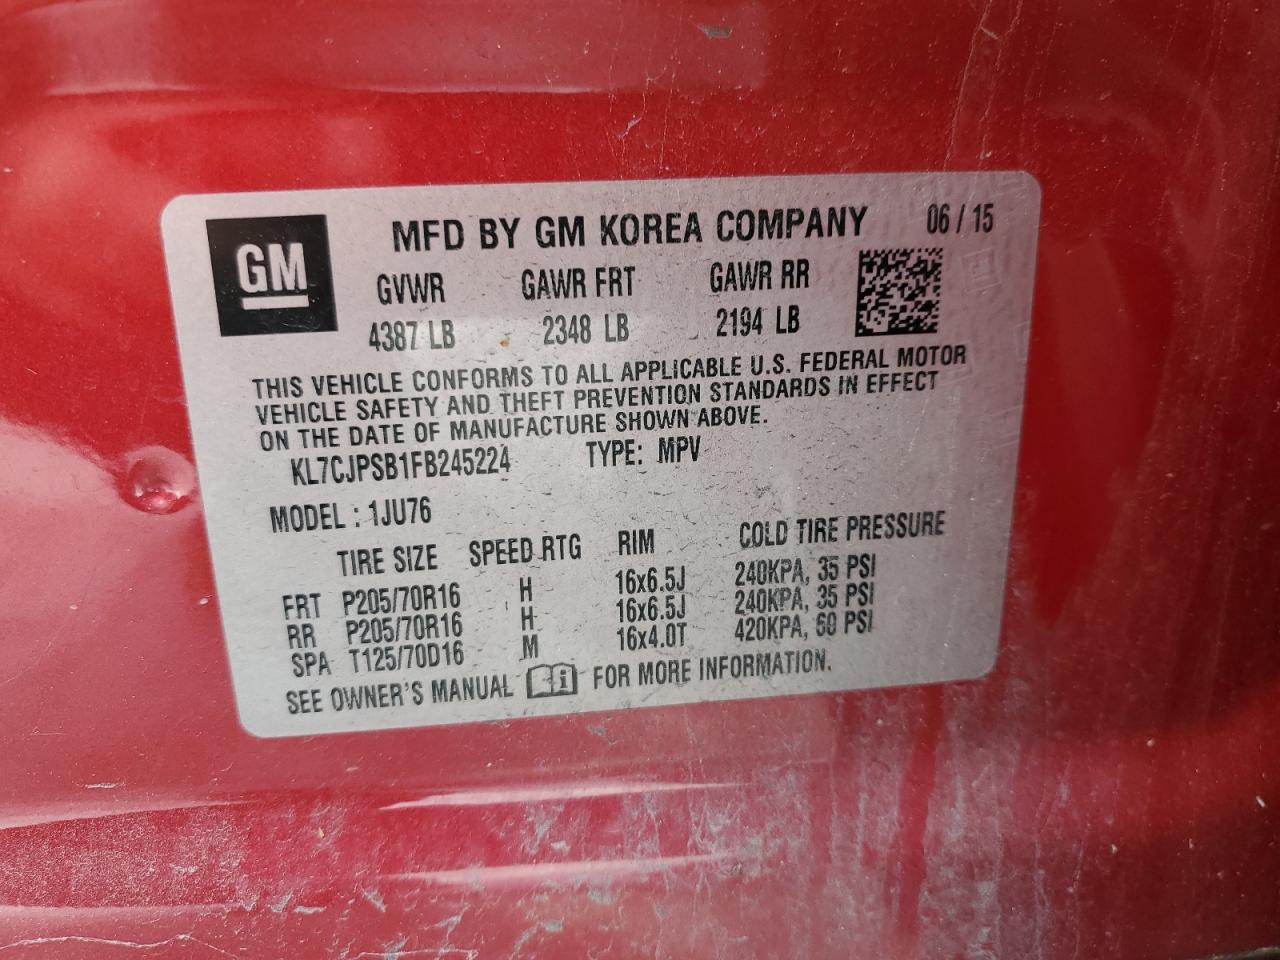 GM
MFD BY GM KOREA COMPANY 06 / 15
GVWR GAWR FRT GAWR RR
4387 LB 2348 LB 2194 LB
THIS VEHICLE CONFORMS TO ALL APPLICABLE U.S. FEDERAL MOTOR
VEHICLE SAFETY AND THEFT PREVENTION STANDARDS IN EFFECT
ON THE DATE OF MANUFACTURE SHOWN ABOVE.
KL7CJPSB1FB245224 TYPE: MPV
MODEL : 1JU76
TIRE SIZE SPEED RTG RIM COLD TIRE PRESSURE
FRT P205/70R16 H 16x6.5J 240KPA, 35 PSI
RR P205/70R16 H 16x6.5J 240KPA, 35 PSI
SPA T125/70D16 M 16x4.0T 420KPA, 60 PSI
SEE OWNER'S MANUAL i FOR MORE INFORMATION.